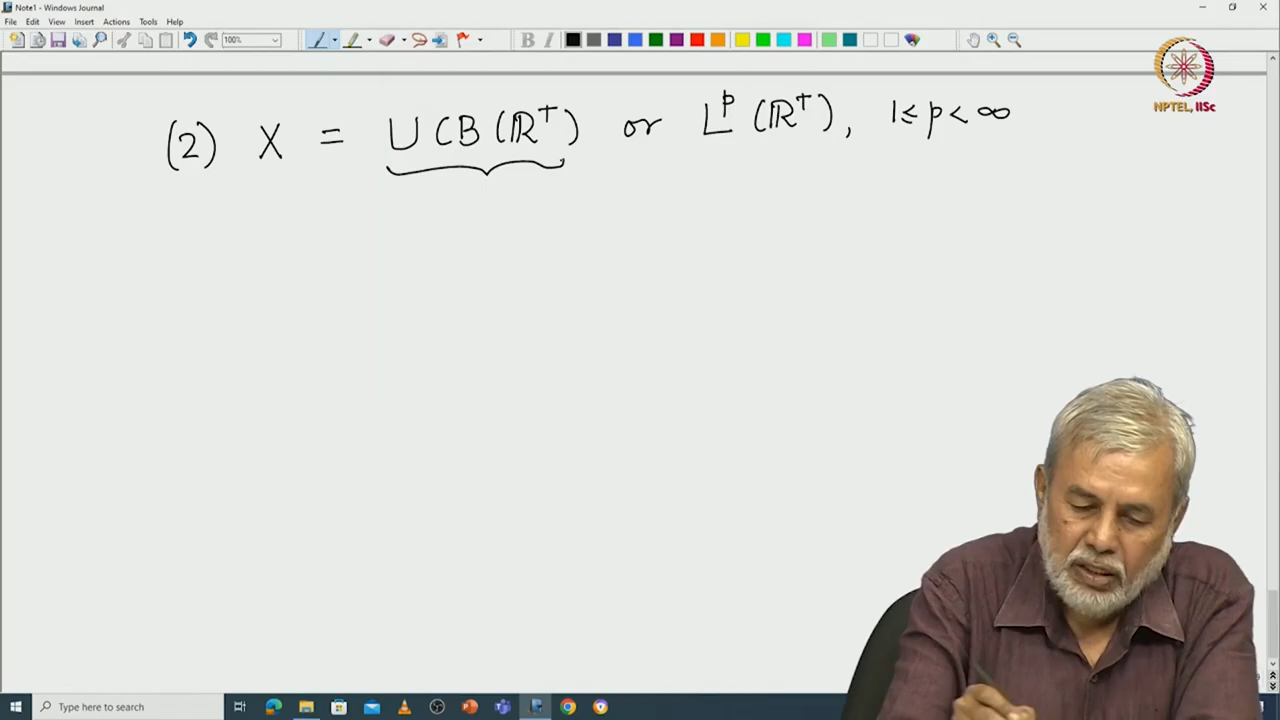 Note1 - Windows Journal
File Edit View Insert Actions Tools Help
100%
B I
NPTEL, IISc
(2) X = UCB(ℝ⁺) or Lᵖ(ℝ⁺), 1 ≤ p < ∞
Type here to search